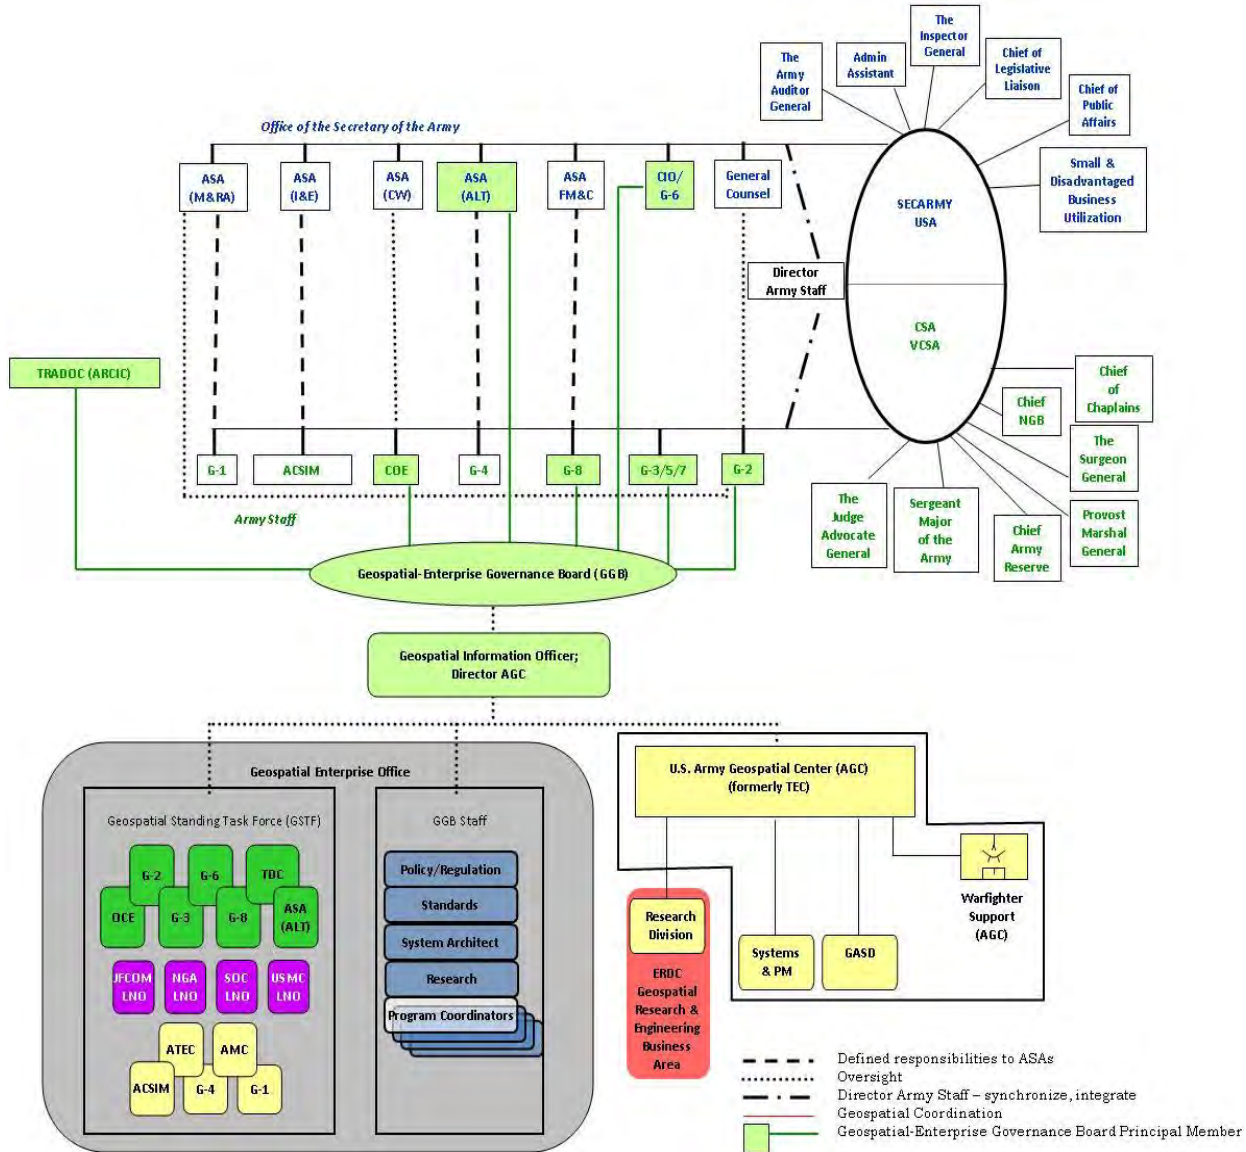 The
Inspector
General
Admin
Assistant
Chief of
Legislative
Liaison
The
Army
Auditor
General
Chief of
Public
Affairs
Office of the Secretary of the Army
ASA
(M&RA)
ASA
(I&E)
ASA
(CW)
ASA
(ALT)
ASA
FM&C
CIO/
G-6
General
Counsel
Small &
Disadvantaged
Business
Utilization
SECARMY
USA
Director
Army Staff
CSA
VCSA
TRADOC (ARCIC)
Chief
of
Chaplains
Chief
NGB
The
Surgeon
General
G-1
ACSIM
COE
G-4
G-8
G-3/5/7
G-2
Army Staff
The
Judge
Advocate
General
Sergeant
Major
of the
Army
Chief
Army
Reserve
Provost
Marshal
General
Geospatial-Enterprise Governance Board (GGB)
Geospatial Information Officer;
Director AGC
Geospatial Enterprise Office
Geospatial Standing Task Force (GSTF)
G-2
G-6
TDC
OCE
G-3
G-8
ASA
(ALT)
JFCOM
LNO
NGA
LNO
SOC
LNO
USMC
LNO
ATEC
AMC
ACSIM
G-4
G-1
GGB Staff
Policy/Regulation
Standards
System Architect
Research
Program Coordinators
U.S. Army Geospatial Center (AGC)
(formerly TEC)
Warfighter
Support
(AGC)
Research
Division
Systems
& PM
GASD
ERDC
Geospatial
Research &
Engineering
Business
Area
Defined responsibilities to ASAs
Oversight
Director Army Staff – synchronize, integrate
Geospatial Coordination
Geospatial-Enterprise Governance Board Principal Member